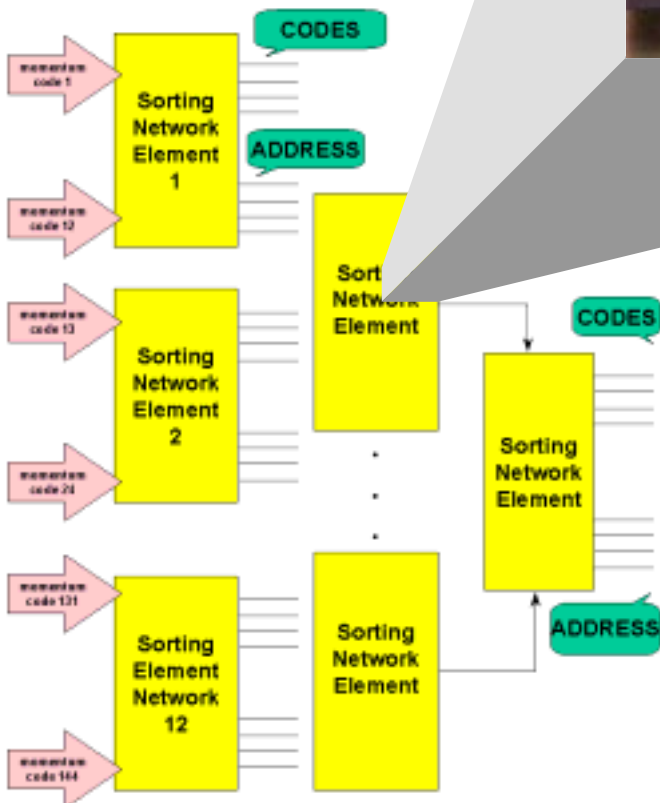 CODES
momentum
code 1
Sorting
Network
Element
1
ADDRESS
momentum
code 12
momentum
code 13
Sorting
Network
Element
2
momentum
code 24
Sorting
Network
Element
CODES
Sorting
Network
Element
ADDRESS
momentum
code 131
Sorting
Element
Network
12
momentum
code 144
Sorting
Network
Element